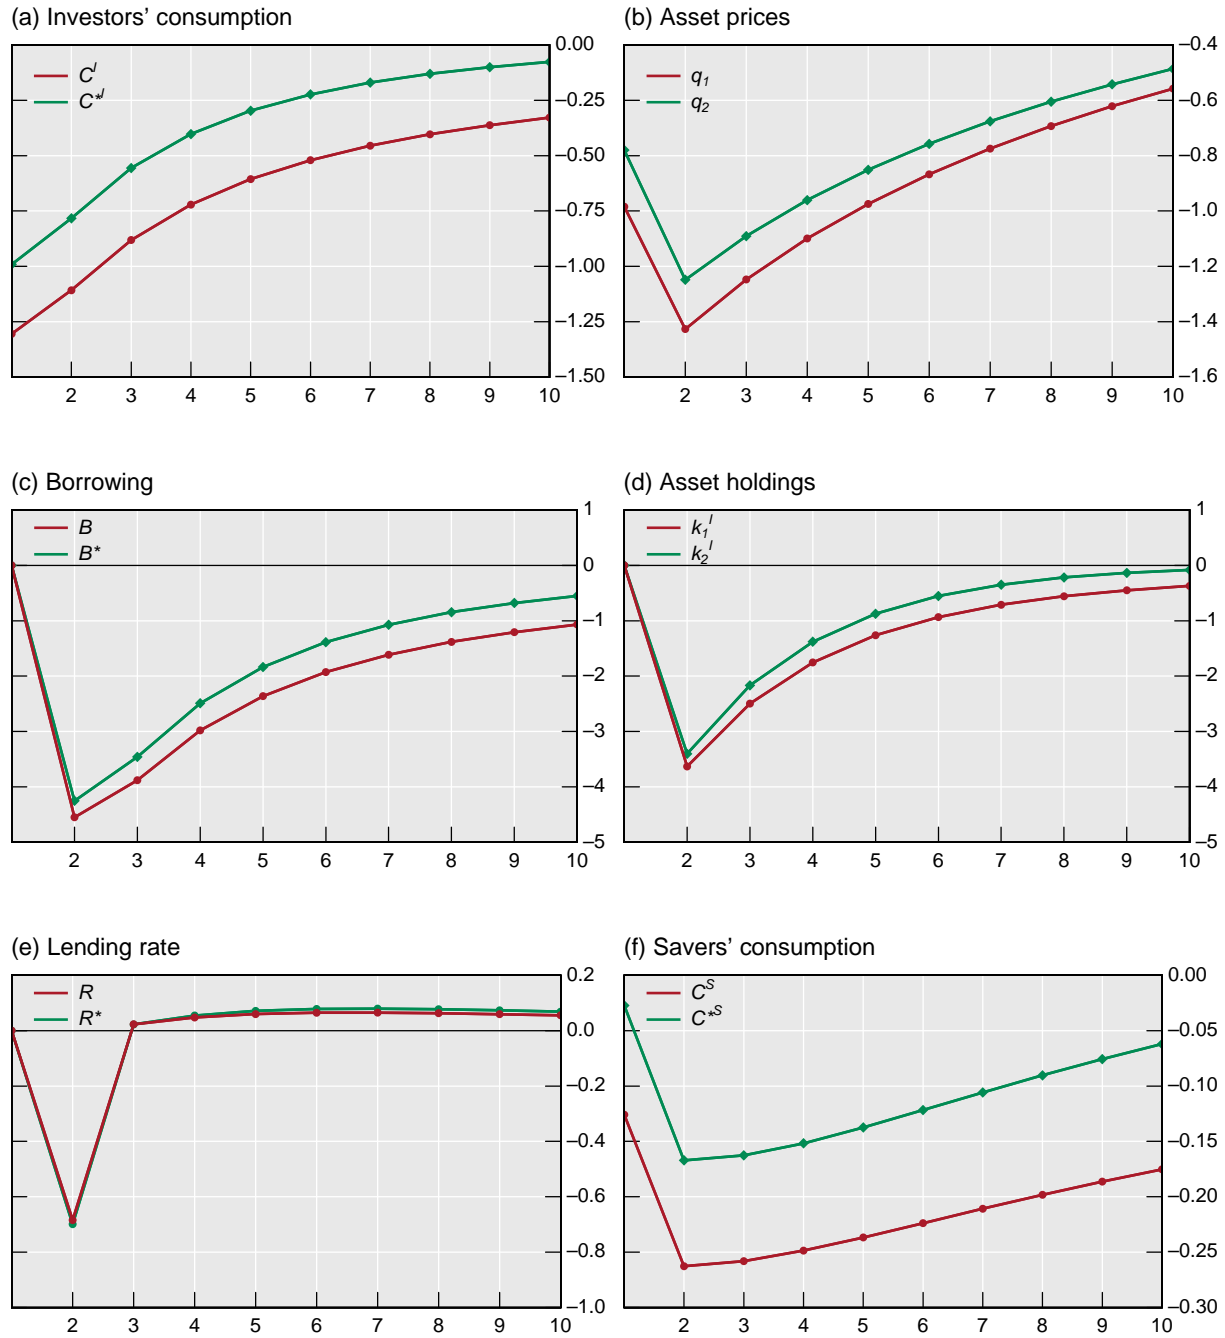 (a) Investors’ consumption
C^I
C*^I
0.00
–0.25
–0.50
–0.75
–1.00
–1.25
–1.50
2 3 4 5 6 7 8 9 10
(b) Asset prices
q₁
q₂
–0.4
–0.6
–0.8
–1.0
–1.2
–1.4
–1.6
2 3 4 5 6 7 8 9 10
(c) Borrowing
B
B*
1
0
–1
–2
–3
–4
–5
2 3 4 5 6 7 8 9 10
(d) Asset holdings
k₁^I
k₂^I
1
0
–1
–2
–3
–4
–5
2 3 4 5 6 7 8 9 10
(e) Lending rate
R
R*
0.2
0.0
–0.2
–0.4
–0.6
–0.8
–1.0
2 3 4 5 6 7 8 9 10
(f) Savers’ consumption
C^S
C*^S
0.00
–0.05
–0.10
–0.15
–0.20
–0.25
–0.30
2 3 4 5 6 7 8 9 10